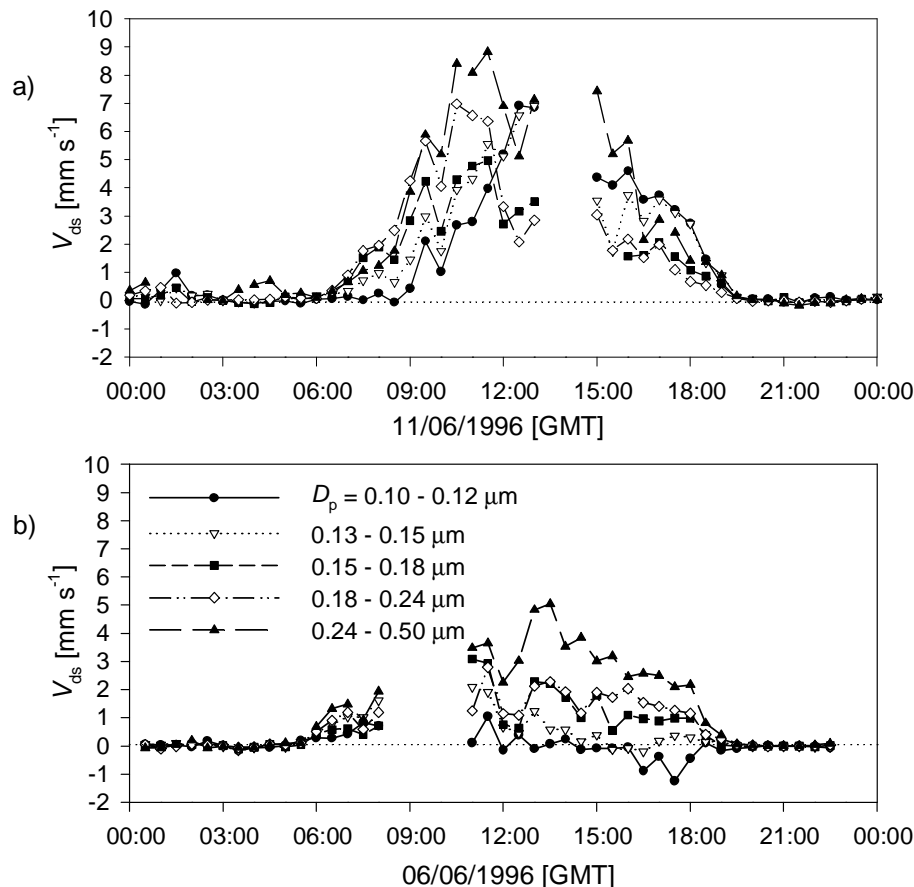 a)
V_ds [mm s⁻¹]
10
9
8
7
6
5
4
3
2
1
0
-1
-2
00:00 03:00 06:00 09:00 12:00 15:00 18:00 21:00 00:00
11/06/1996 [GMT]
b)
V_ds [mm s⁻¹]
10
9
8
7
6
5
4
3
2
1
0
-1
-2
D_p = 0.10 - 0.12 μm
0.13 - 0.15 μm
0.15 - 0.18 μm
0.18 - 0.24 μm
0.24 - 0.50 μm
00:00 03:00 06:00 09:00 12:00 15:00 18:00 21:00 00:00
06/06/1996 [GMT]